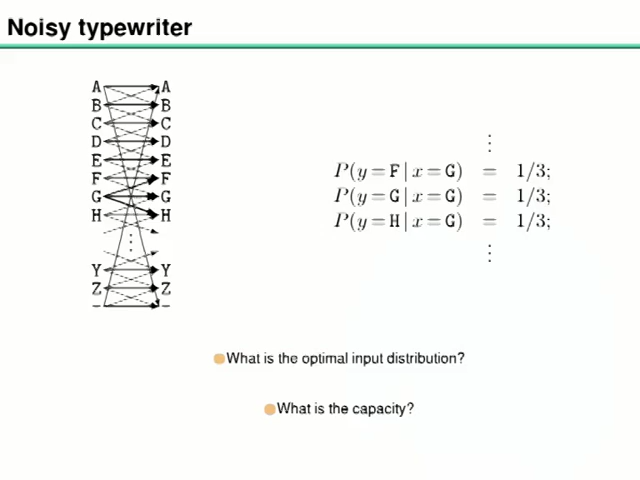 Noisy typewriter
A A
B B
C C
D D
E E
F F
G G
H H
⋮
Y Y
Z Z
- -
⋮
P(y = F | x = G) = 1/3;
P(y = G | x = G) = 1/3;
P(y = H | x = G) = 1/3;
⋮
What is the optimal input distribution?
What is the capacity?